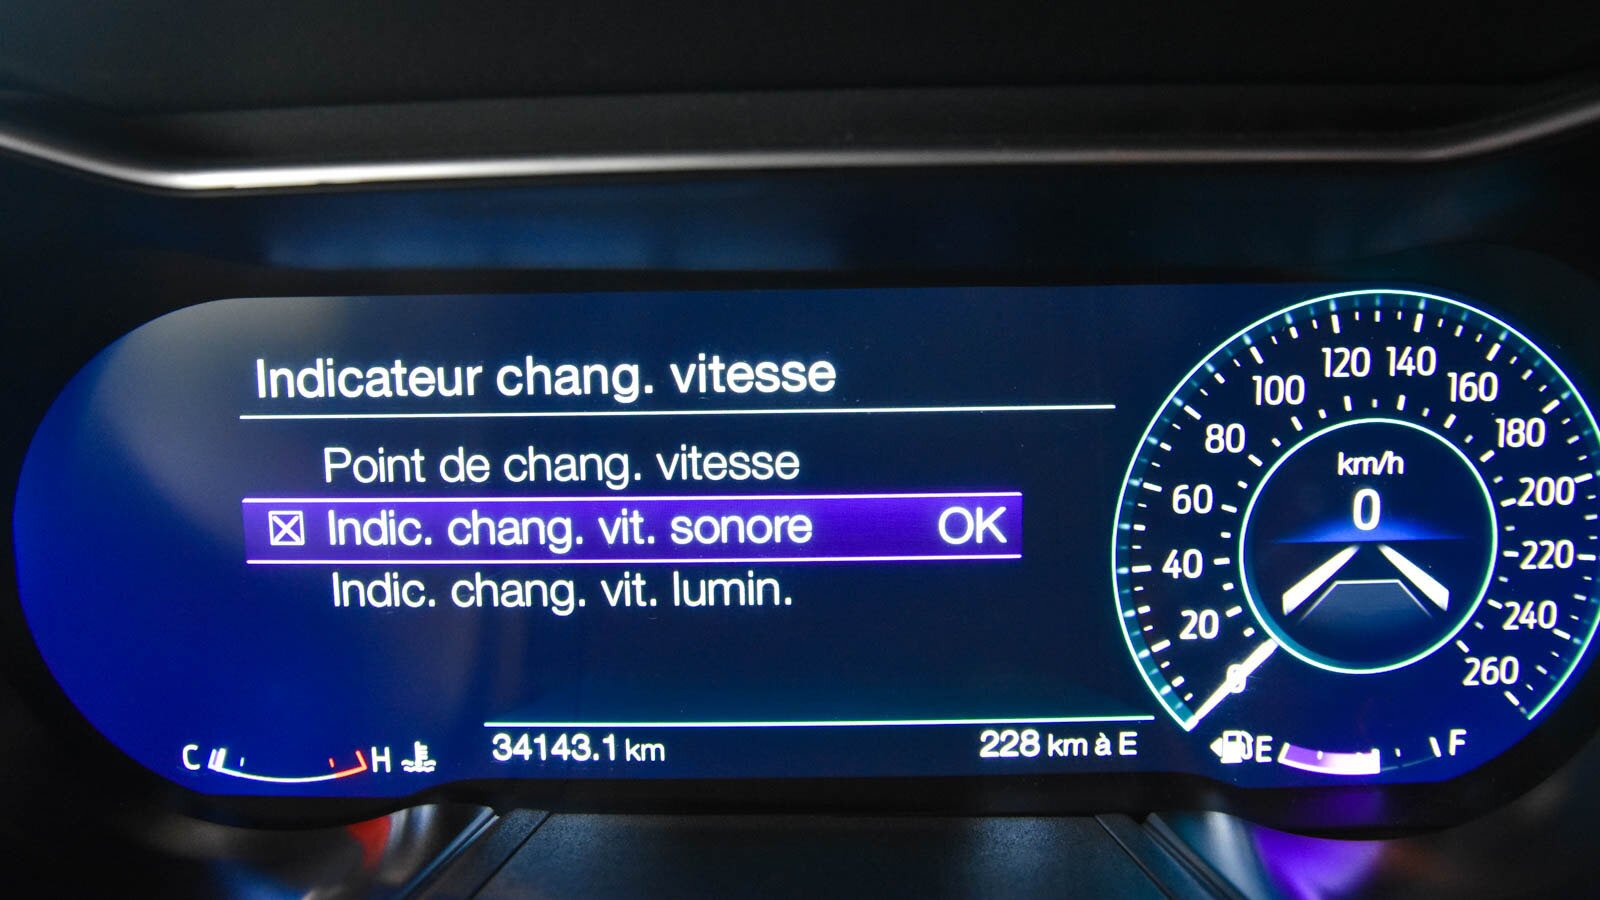 Indicateur chang. vitesse
Point de chang. vitesse
Indic. chang. vit. sonore OK
Indic. chang. vit. lumin.
34143.1 km
228 km à E
C H
km/h
0
0
20
40
60
80
100
120
140
160
180
200
220
240
260
E F